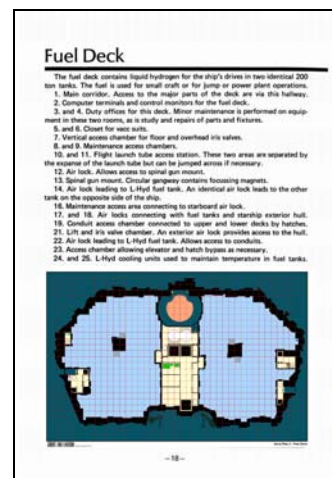 Fuel Deck
The fuel deck contains liquid hydrogen for the ship's drives in two identical 200
ton tanks. The fuel is used for small craft or for jump or power plant operations.
1. Main corridor. Access to the major parts of the deck are via this hallway.
2. Computer terminals and control monitors for the fuel deck.
3. and 4. Duty offices for this deck. Minor maintenance is performed on equip-
ment in these two rooms, as is study and repairs of parts and fixtures.
5. and 6. Closet for vacc suits.
7. Vertical access chamber for floor and overhead iris valves.
8. and 9. Maintenance access chambers.
10. and 11. Flight launch tube access station. These two areas are separated by
the expanse of the launch tube but can be jumped across if necessary.
12. Air lock. Allows access to spinal gun mount.
13. Spinal gun mount. Circular gangway contains focussing magnets.
14. Air lock leading to L-Hyd fuel tank. An identical air lock leads to the other
tank on the opposite side of the ship.
16. Maintenance access area connecting to starboard air lock.
17. and 18. Air locks connecting with fuel tanks and starship exterior hull.
19. Conduit access chamber connected to upper and lower decks by hatches.
21. Lift and iris valve chamber. An exterior air lock provides access to the hull.
22. Air lock leading to L-Hyd fuel tank. Allows access to conduits.
23. Access chamber allowing elevator and hatch bypass as necessary.
24. and 25. L-Hyd cooling units used to maintain temperature in fuel tanks.
—18—